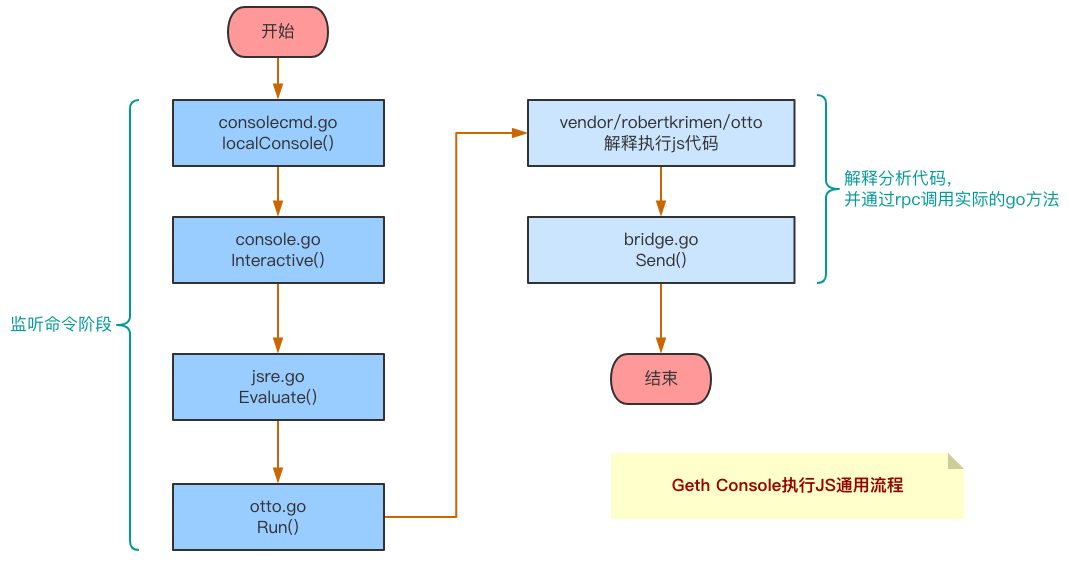 开始
consolecmd.go
localConsole()
console.go
Interactive()
监听命令阶段
jsre.go
Evaluate()
otto.go
Run()
vendor/robertkrimen/otto
解释执行js代码
解释分析代码，
并通过rpc调用实际的go方法
bridge.go
Send()
结束
Geth Console执行JS通用流程